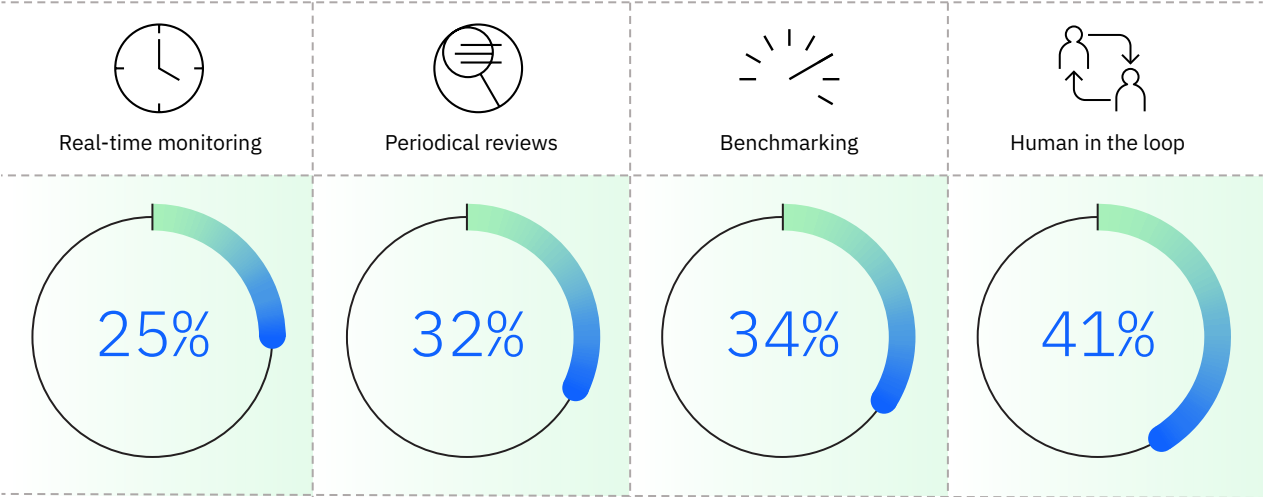 Real-time monitoring
Periodical reviews
Benchmarking
Human in the loop
25%
32%
34%
41%